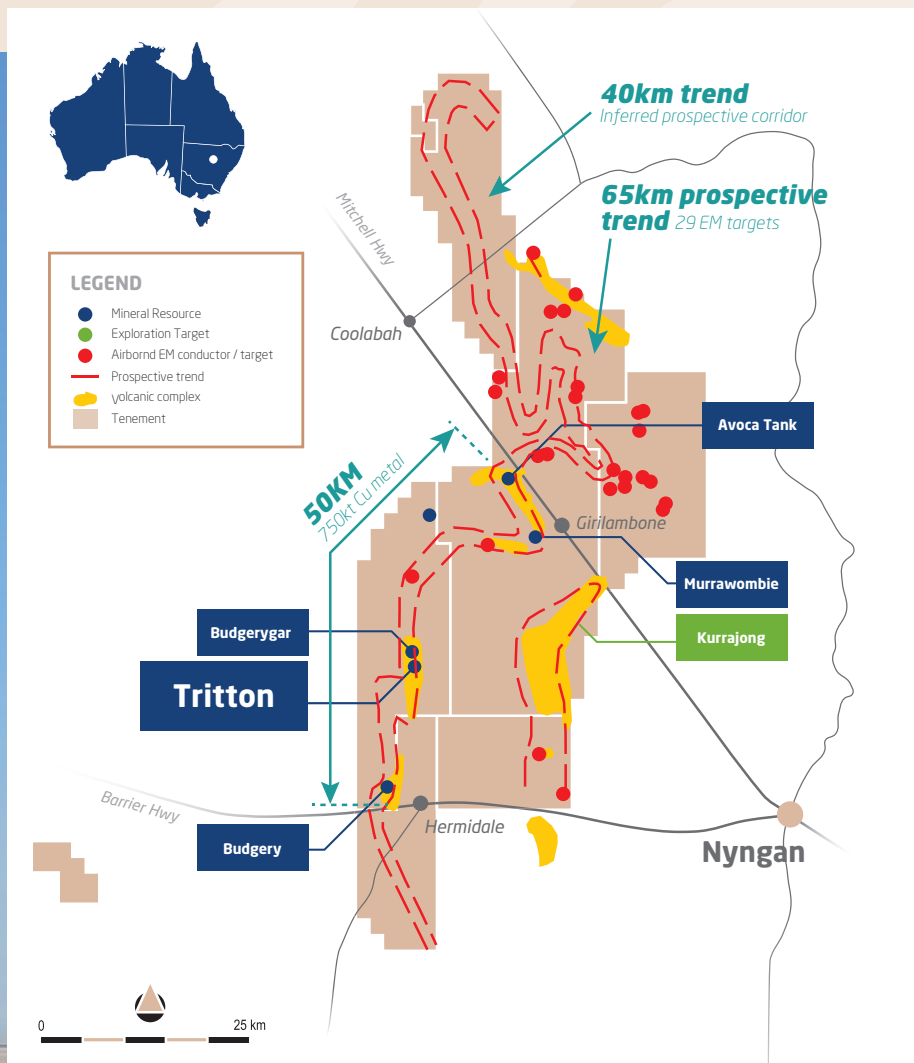 40km trend
Inferred prospective corridor
65km prospective
trend 29 EM targets
Mitchell Hwy
LEGEND
Mineral Resource
Exploration Target
Airbornd EM conductor / target
Prospective trend
volcanic complex
Tenement
Coolabah
Avoca Tank
50KM
750kt Cu metal
Girilambone
Murrawombie
Budgerygar
Kurrajong
Tritton
Barrier Hwy
Hermidale
Budgery
Nyngan
0 25 km